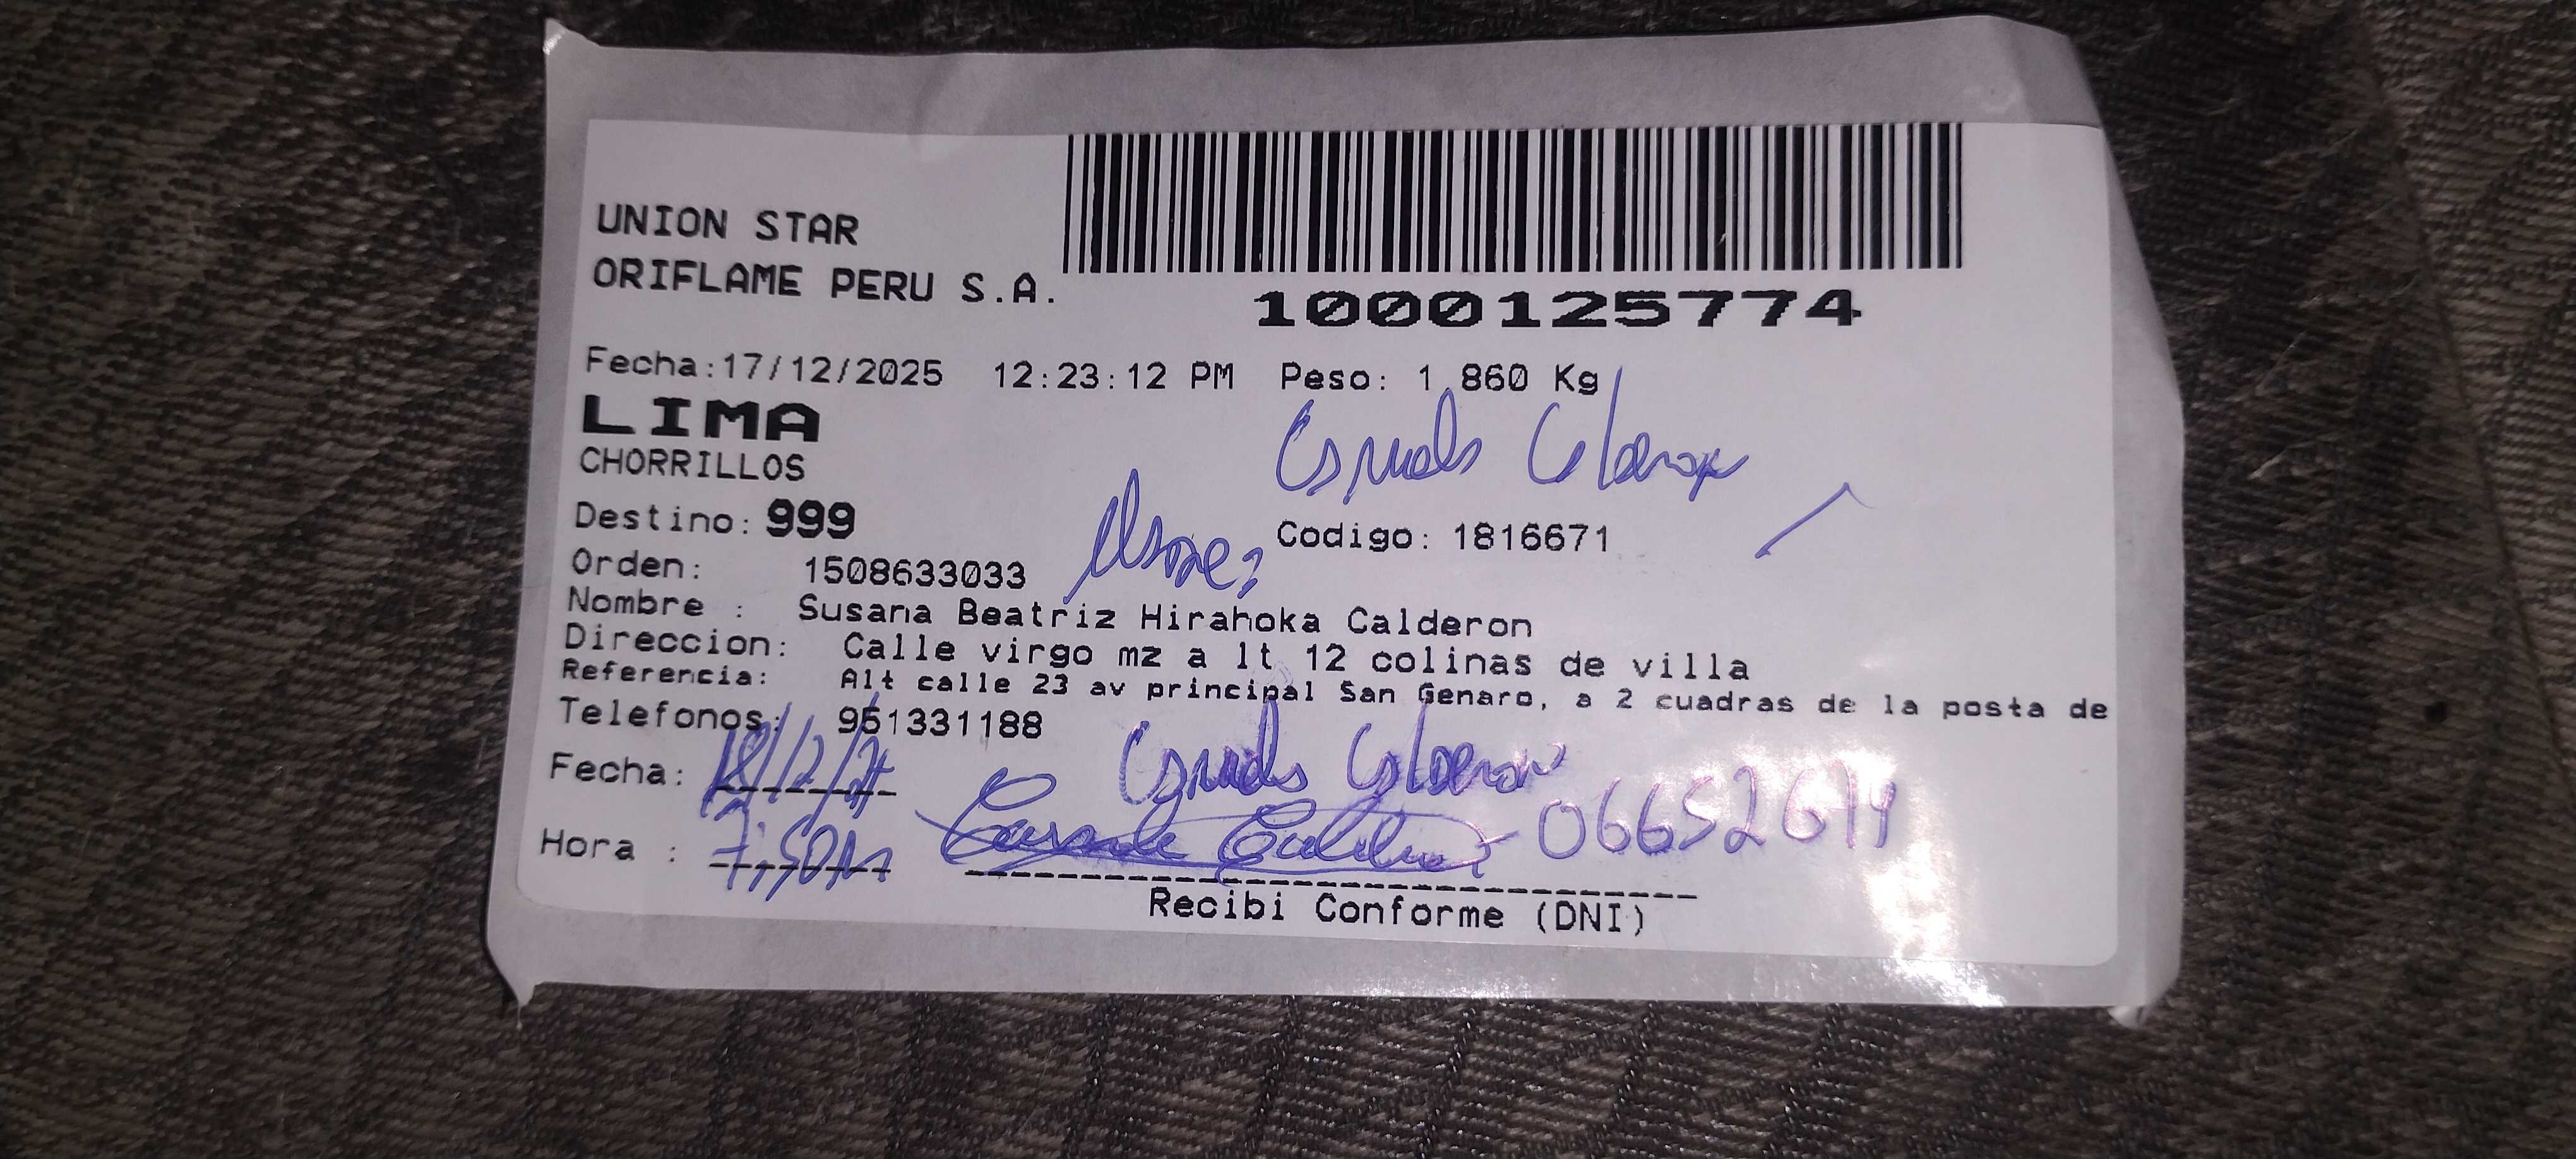 UNION STAR
ORIFLAME PERU S.A.
1000125774
Fecha:17/12/2025 12:23:12 PM Peso: 1.860 Kg
LIMA
CHORRILLOS
Destino: 999
Codigo: 1816671
Orden: 1508633033
Nombre : Susana Beatriz Hirahoka Calderon
Direccion: Calle virgo mz a lt 12 colinas de villa
Referencia: Alt calle 23 av principal San Genaro, a 2 cuadras de la posta de
Telefonos: 951331188
Fecha:
Hora :
Recibi Conforme (DNI)